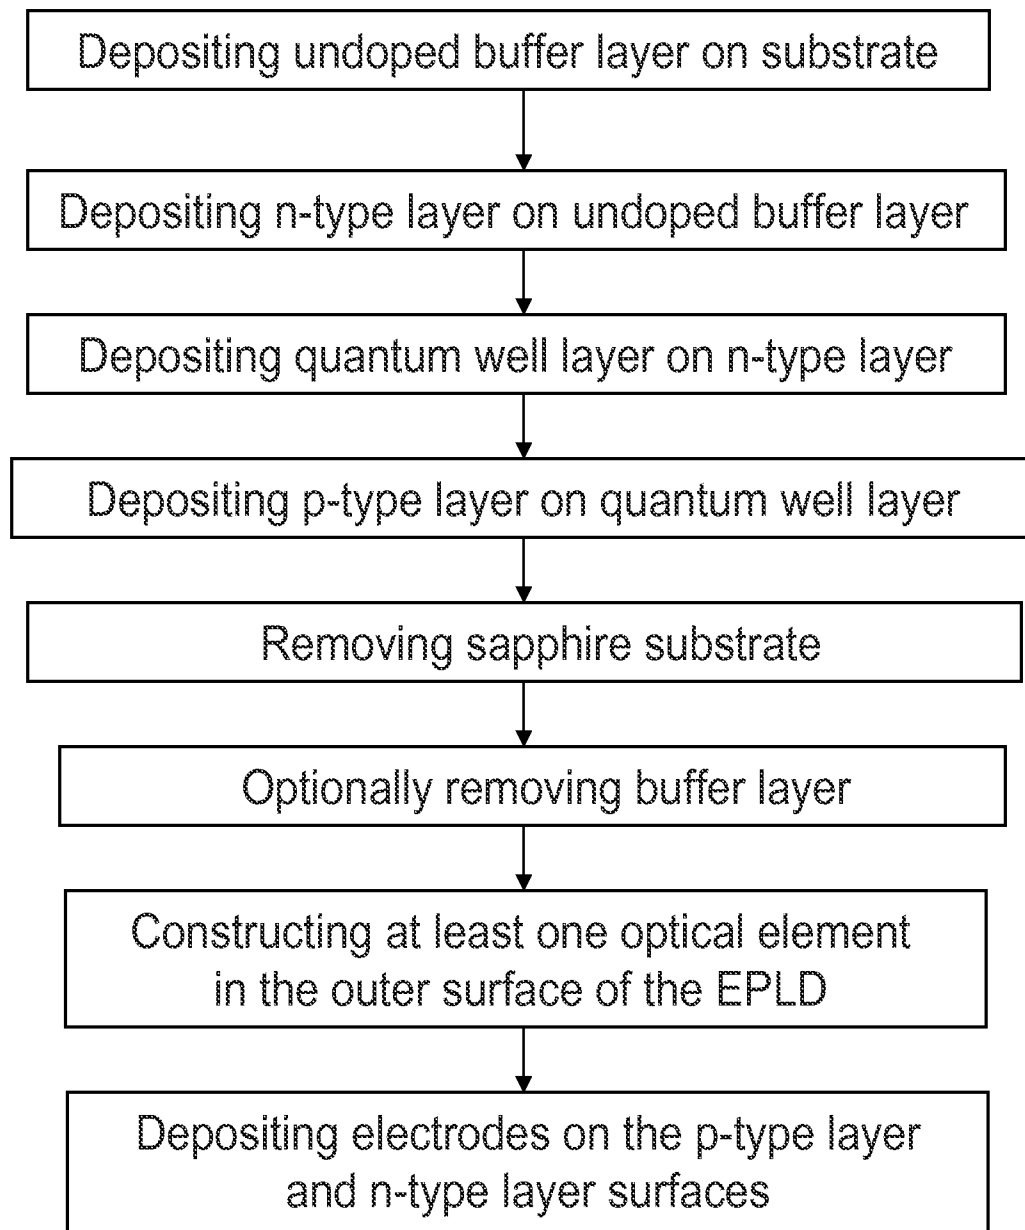 Depositing undoped buffer layer on substrate
Depositing n-type layer on undoped buffer layer
Depositing quantum well layer on n-type layer
Depositing p-type layer on quantum well layer
Removing sapphire substrate
Optionally removing buffer layer
Constructing at least one optical element
in the outer surface of the EPLD
Depositing electrodes on the p-type layer
and n-type layer surfaces